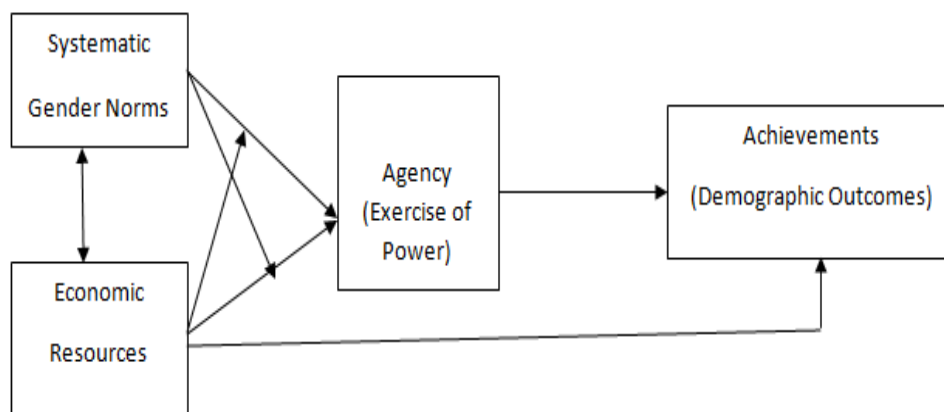 Systematic
Gender Norms
Agency
(Exercise of
Power)
Achievements
(Demographic Outcomes)
Economic
Resources